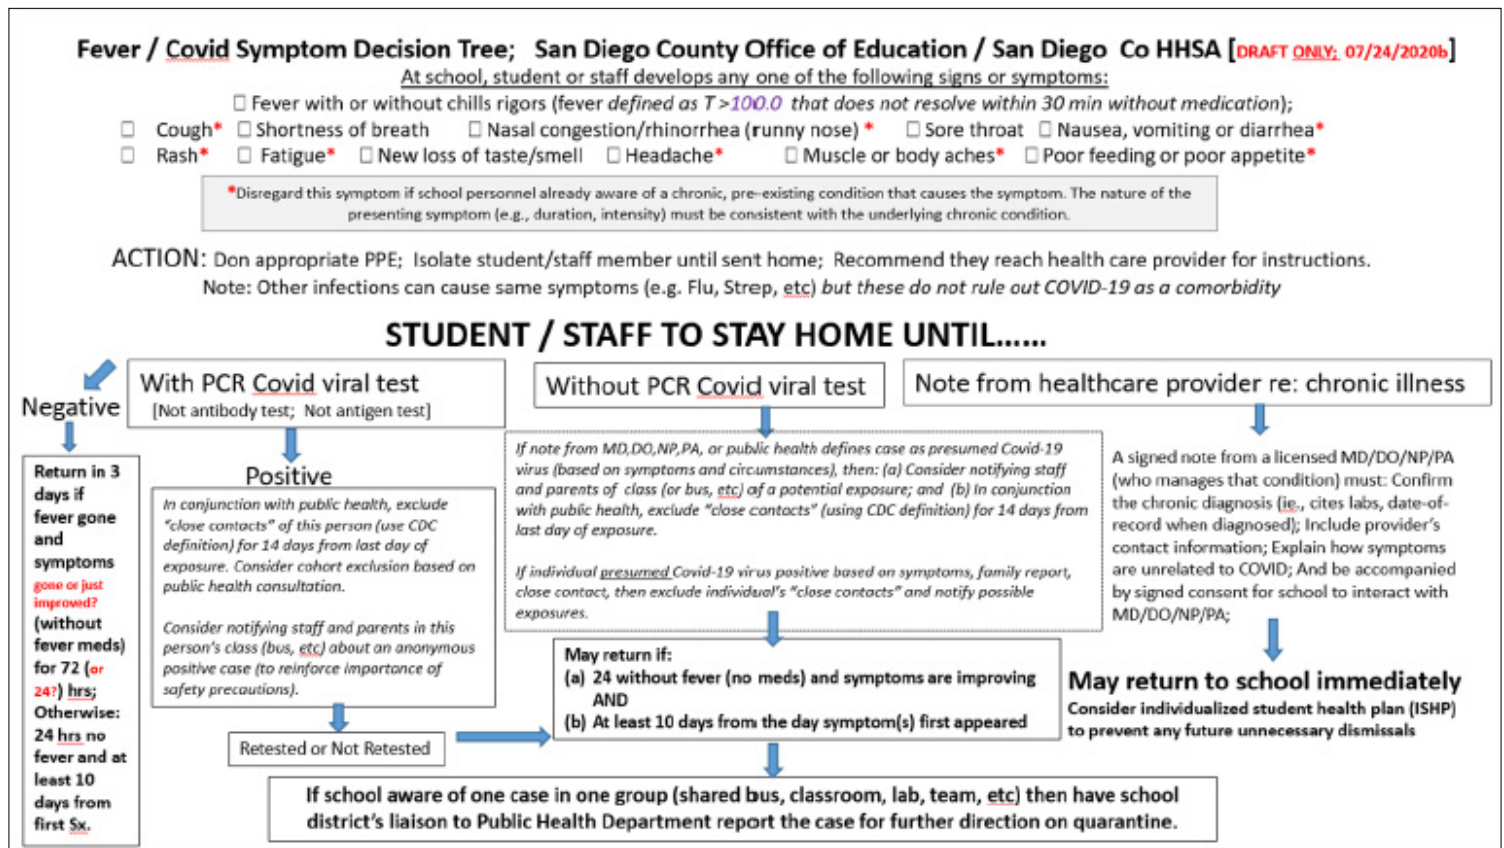 Fever / Covid Symptom Decision Tree; San Diego County Office of Education / San Diego Co HHSA [DRAFT ONLY; 07/24/2020b]
At school, student or staff develops any one of the following signs or symptoms:
☐ Fever with or without chills rigors (fever defined as T >100.0 that does not resolve within 30 min without medication);
☐ Cough* ☐ Shortness of breath ☐ Nasal congestion/rhinorrhea (runny nose) * ☐ Sore throat ☐ Nausea, vomiting or diarrhea*
☐ Rash* ☐ Fatigue* ☐ New loss of taste/smell ☐ Headache* ☐ Muscle or body aches* ☐ Poor feeding or poor appetite*
*Disregard this symptom if school personnel already aware of a chronic, pre-existing condition that causes the symptom. The nature of the
presenting symptom (e.g., duration, intensity) must be consistent with the underlying chronic condition.
ACTION: Don appropriate PPE; Isolate student/staff member until sent home; Recommend they reach health care provider for instructions.
Note: Other infections can cause same symptoms (e.g. Flu, Strep, etc) but these do not rule out COVID-19 as a comorbidity
STUDENT / STAFF TO STAY HOME UNTIL......
With PCR Covid viral test
[Not antibody test; Not antigen test]
Negative
Return in 3
days if
fever gone
and
symptoms
gone or just
improved?
(without
fever meds)
for 72 (or
24?) hrs;
Otherwise:
24 hrs no
fever and at
least 10
days from
first Sx.
Positive
In conjunction with public health, exclude
"close contacts" of this person (use CDC
definition) for 14 days from last day of
exposure. Consider cohort exclusion based on
public health consultation.
Consider notifying staff and parents in this
person's class (bus, etc) about an anonymous
positive case (to reinforce importance of
safety precautions).
Retested or Not Retested
Without PCR Covid viral test
If note from MD,DO,NP,PA, or public health defines case as presumed Covid-19
virus (based on symptoms and circumstances), then: (a) Consider notifying staff
and parents of class (or bus, etc) of a potential exposure; and (b) In conjunction
with public health, exclude "close contacts" (using CDC definition) for 14 days from
last day of exposure.
If individual presumed Covid-19 virus positive based on symptoms, family report,
close contact, then exclude individual's "close contacts" and notify possible
exposures.
May return if:
(a) 24 without fever (no meds) and symptoms are improving
AND
(b) At least 10 days from the day symptom(s) first appeared
Note from healthcare provider re: chronic illness
A signed note from a licensed MD/DO/NP/PA
(who manages that condition) must: Confirm
the chronic diagnosis (ie., cites labs, date-of-
record when diagnosed); Include provider's
contact information; Explain how symptoms
are unrelated to COVID; And be accompanied
by signed consent for school to interact with
MD/DO/NP/PA;
May return to school immediately
Consider individualized student health plan (ISHP)
to prevent any future unnecessary dismissals
If school aware of one case in one group (shared bus, classroom, lab, team, etc) then have school
district's liaison to Public Health Department report the case for further direction on quarantine.